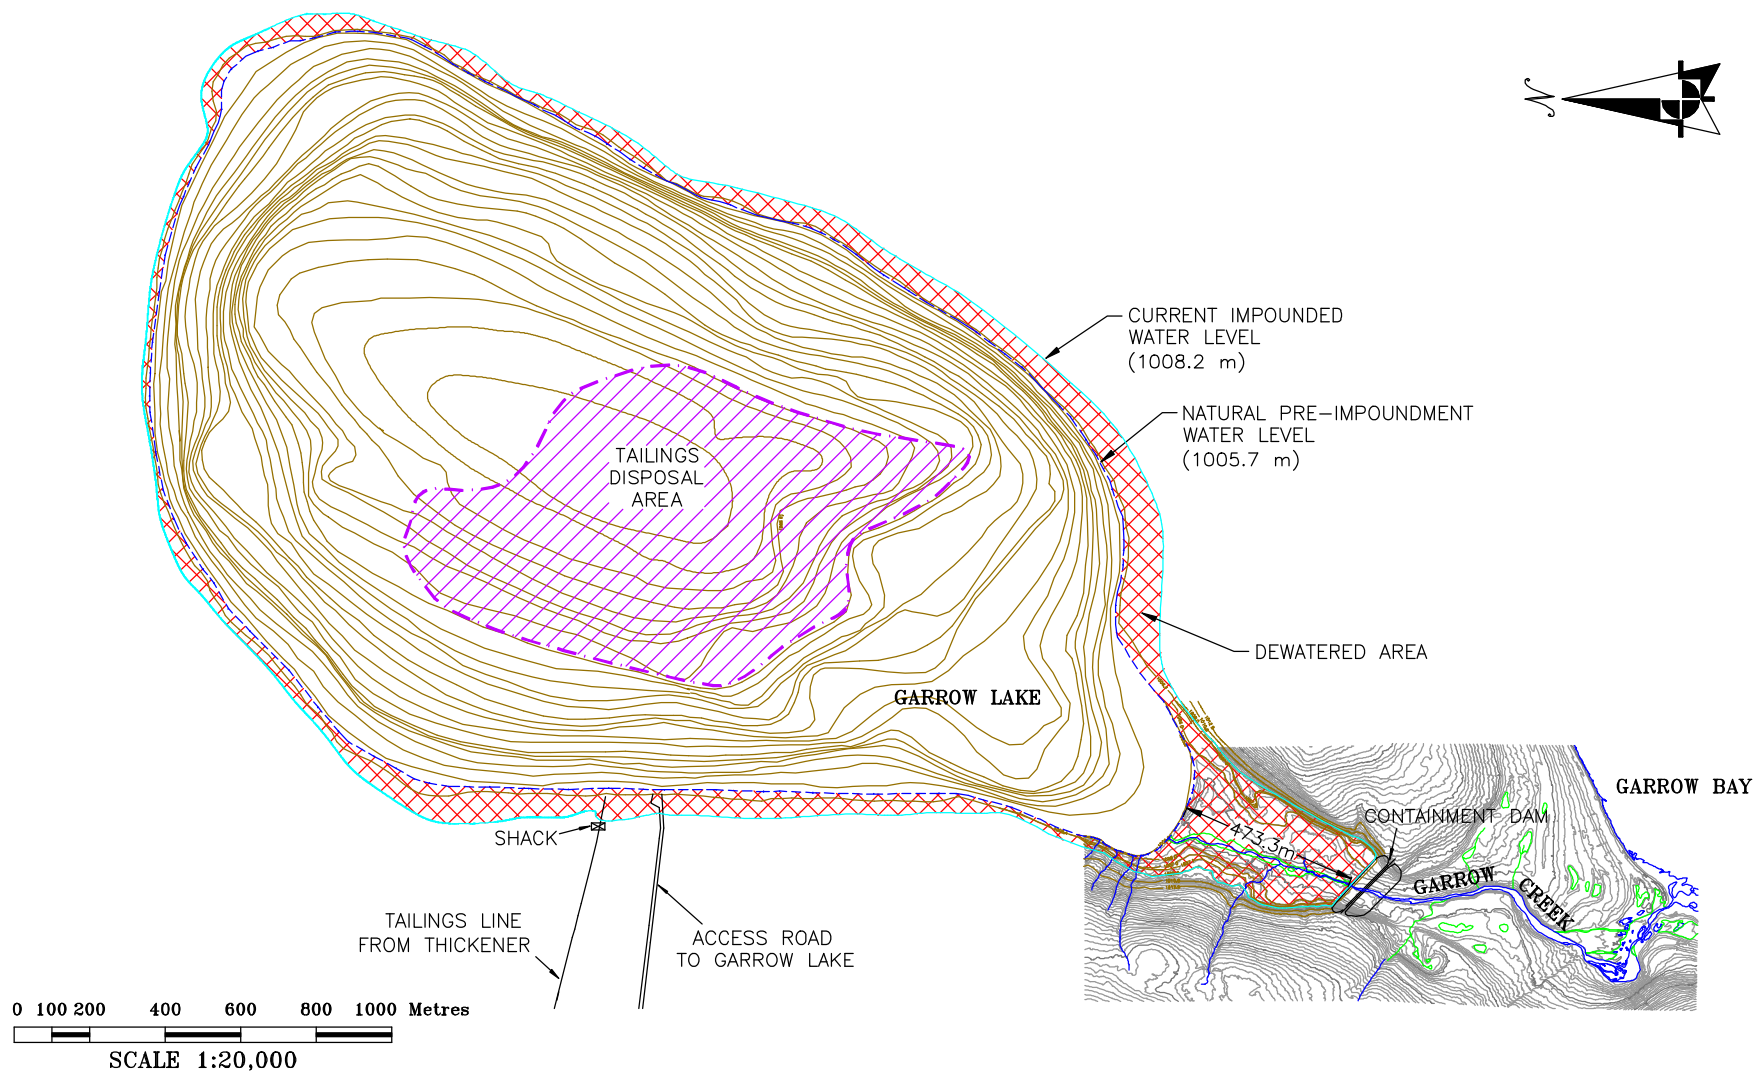 N
CURRENT IMPOUNDED
WATER LEVEL
(1008.2 m)
NATURAL PRE-IMPOUNDMENT
WATER LEVEL
(1005.7 m)
TAILINGS
DISPOSAL
AREA
DEWATERED AREA
GARROW LAKE
GARROW BAY
CONTAINMENT DAM
473.3m
GARROW
CREEK
SHACK
TAILINGS LINE
FROM THICKENER
ACCESS ROAD
TO GARROW LAKE
0 100 200 400 600 800 1000 Metres
SCALE 1:20,000